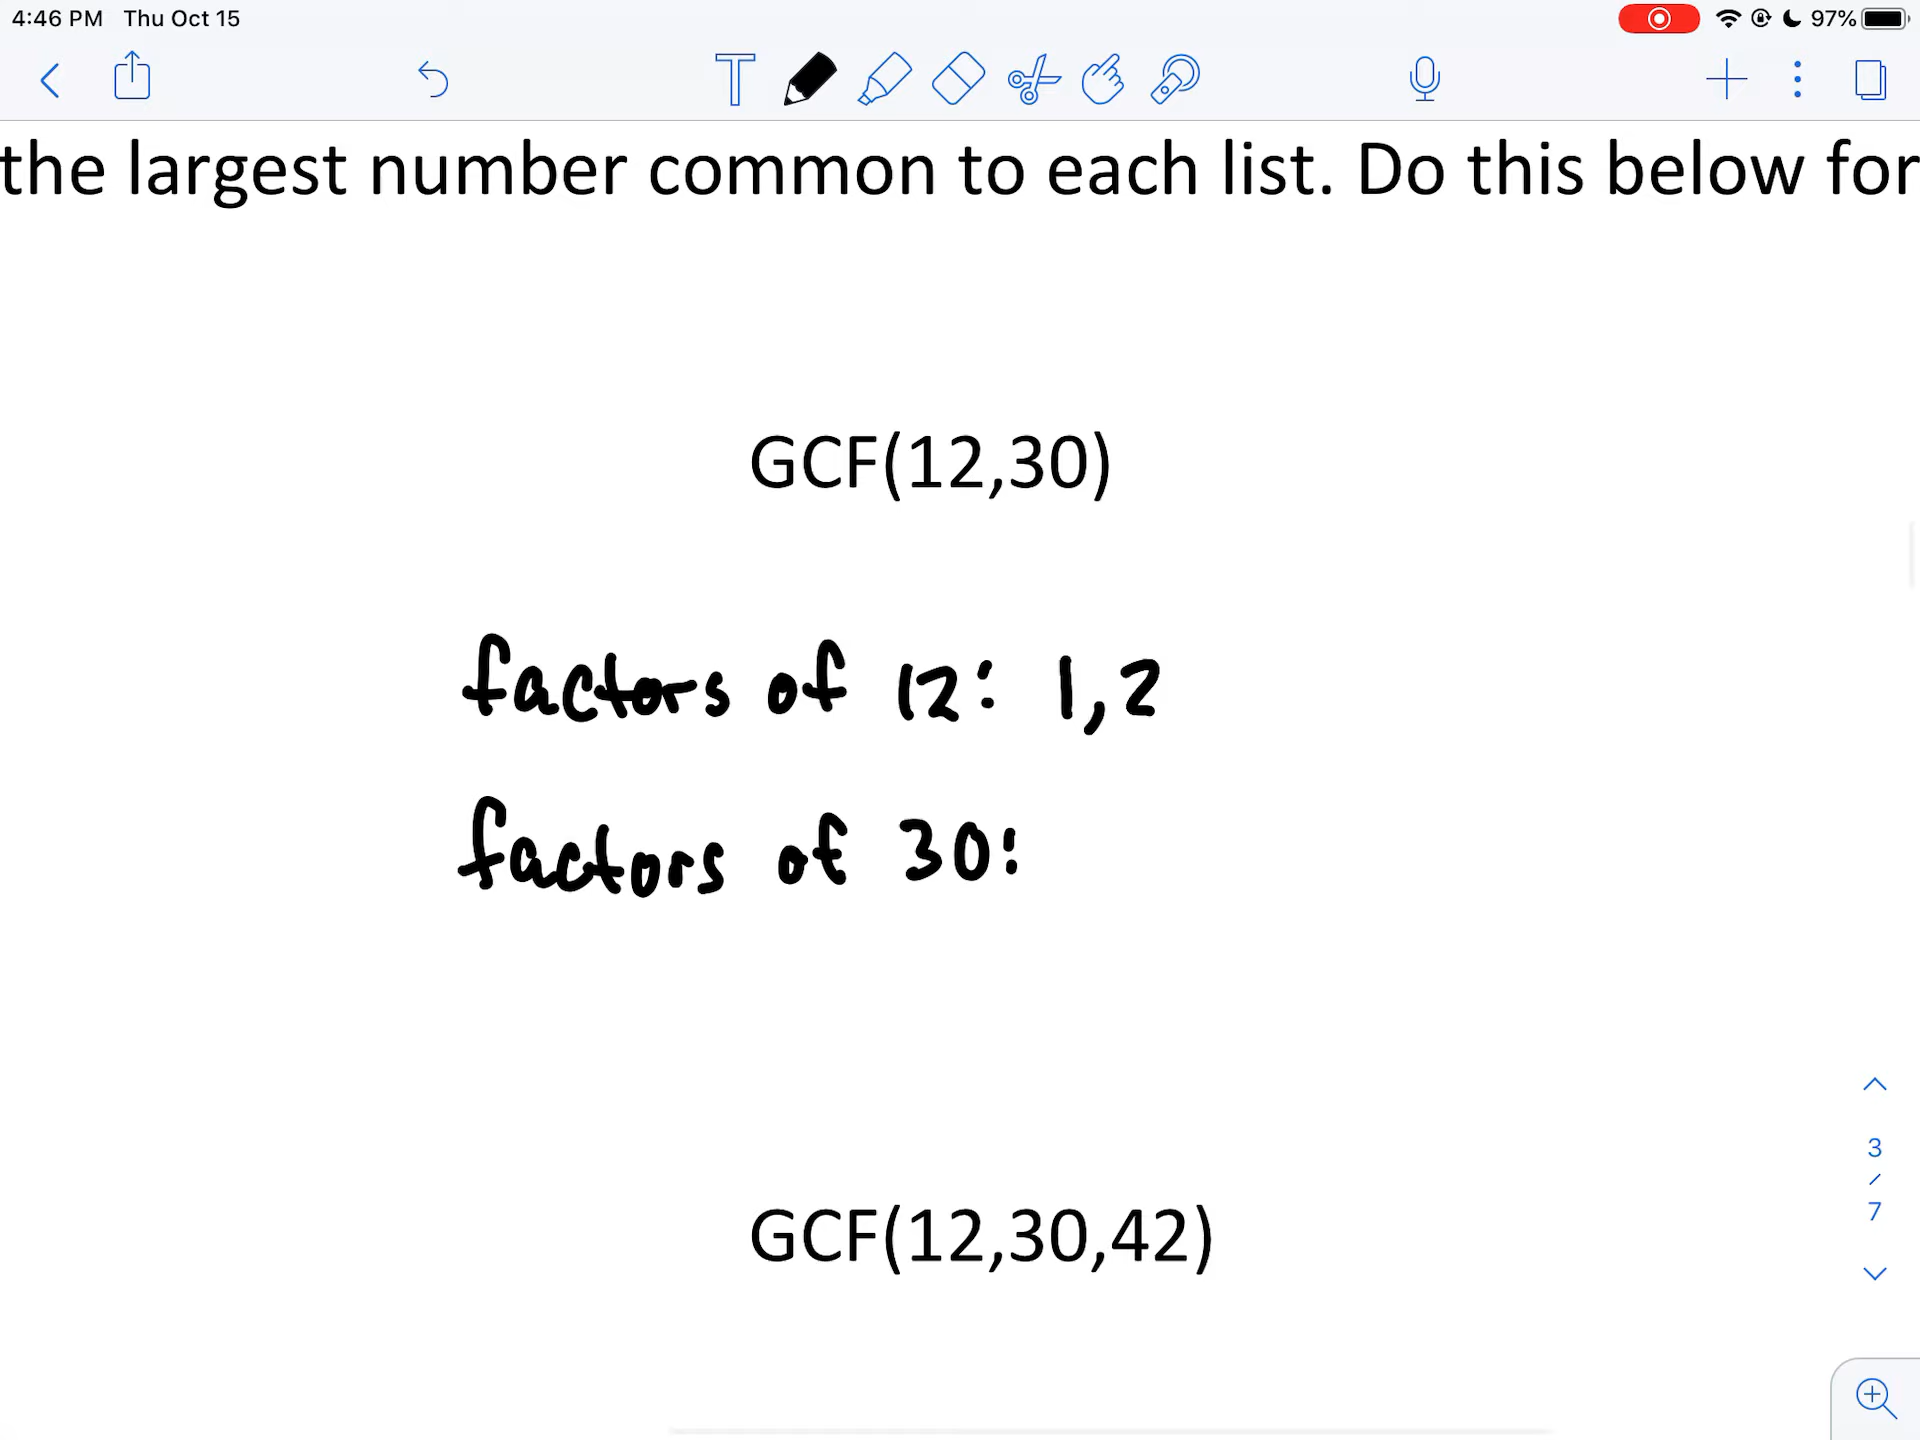 4:46 PM Thu Oct 15 97%
T
the largest number common to each list. Do this below for
GCF(12,30)
factors of 12: 1,2
factors of 30:
3
/
7
GCF(12,30,42)